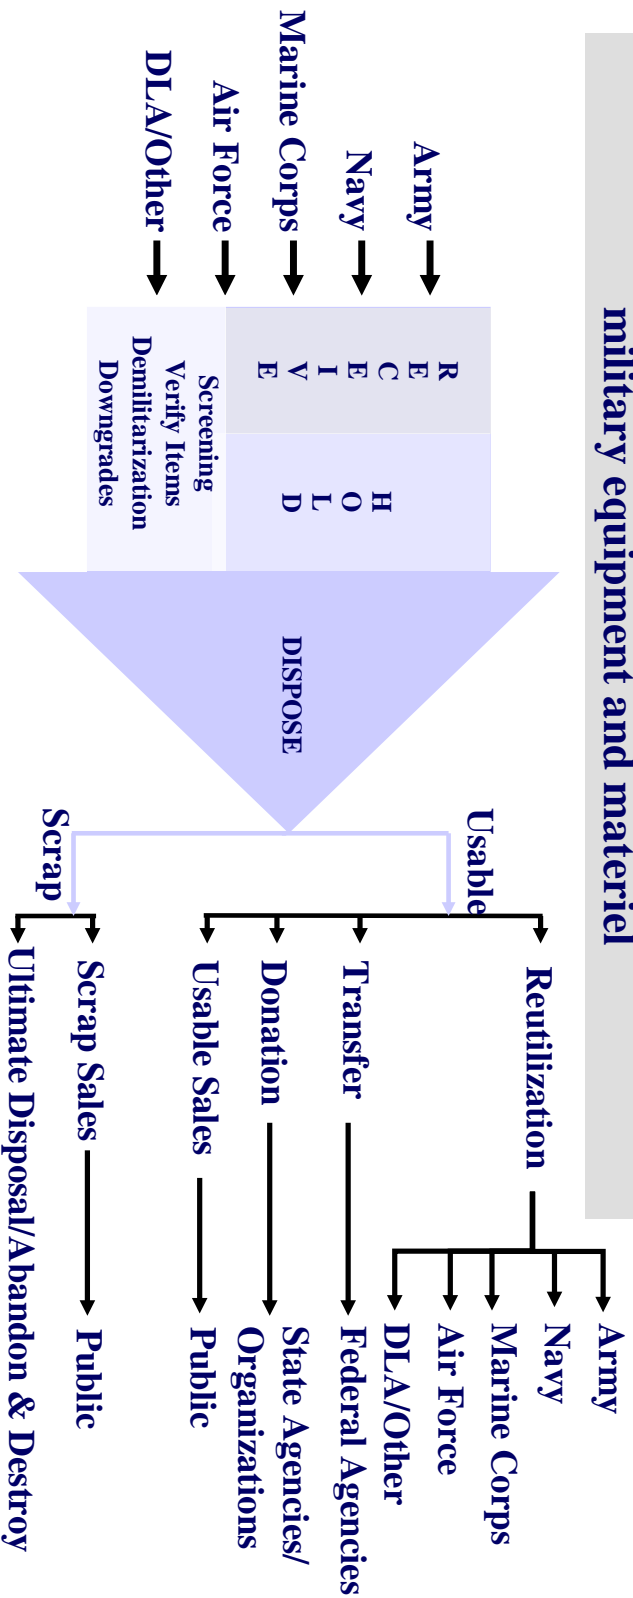 military equipment and materiel
Army
Navy
Marine Corps
Air Force
DLA/Other
R
E
C
E
I
V
E
H
O
L
D
Screening
Verify Items
Demilitarization
Downgrades
DISPOSE
Usable
Scrap
Reutilization
Army
Navy
Marine Corps
Air Force
DLA/Other
Transfer
Federal Agencies
Donation
State Agencies/
Organizations
Usable Sales
Public
Scrap Sales
Public
Ultimate Disposal/Abandon & Destroy